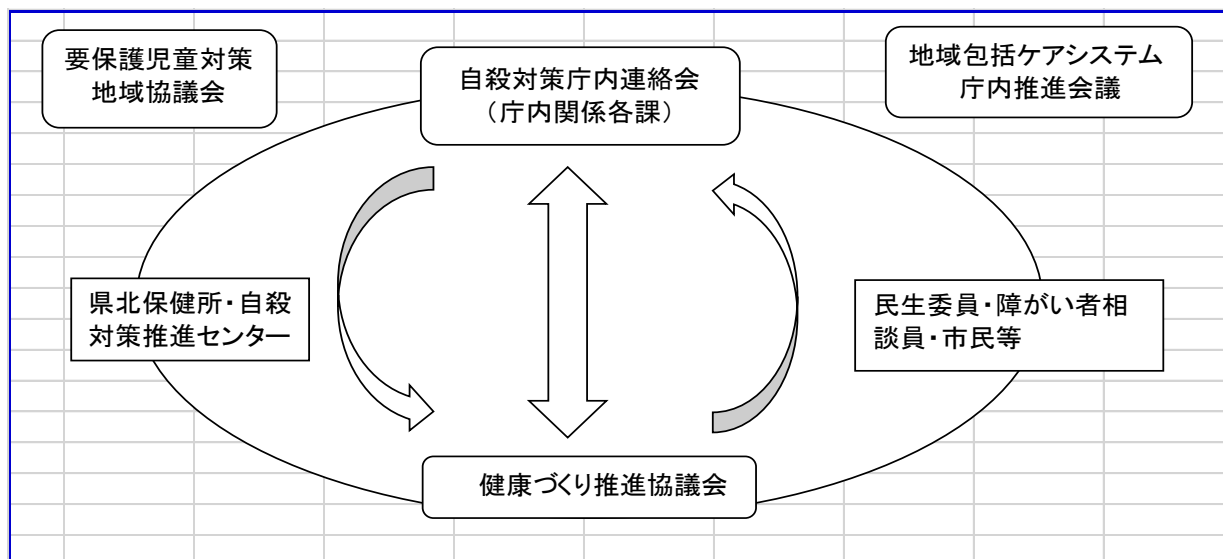 要保護児童対策
地域協議会
自殺対策庁内連絡会
（庁内関係各課）
地域包括ケアシステム
庁内推進会議
県北保健所・自殺
対策推進センター
民生委員・障がい者相
談員・市民等
健康づくり推進協議会